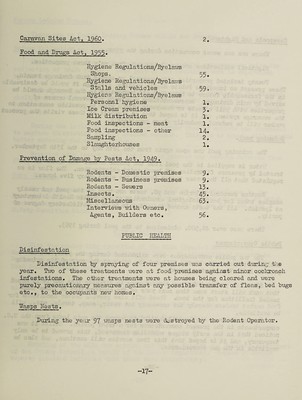 Caravan Sites Act, 1960. 2.
Food and Drugs Act, 1955.
Hygiene Regulations/Byelaws
Shops. 55.
Hygiene Regulations/Byelaws
Stalls and vehicles 59.
Hygiene Regulations/Byelaws
Personal hygiene 1.
Ice Cream premises 3.
Milk distribution 1.
Food inspections - meat 1.
Food inspections - other 14.
Sampling 2.
Slaughterhouses 1.
Prevention of Damage by Pests Act, 1949.
Rodents - Domestic premises 9.
Rodents - Business premises 9.
Rodents - Sewers 13.
Insects. 45.
Miscellaneous 63.
Interviews with Owners,
Agents, Builders etc. 56.
PUBLIC HEALTH
Disinfestation
Disinfestation by spraying of four premises was carried out during the
year. Two of these treatments were at food premises against minor cockroach
infestations. The other treatments were at houses being cleared and were
purely precautionary measures against any possible transfer of fleas, bed bugs
etc., to the occupants new homes.
Wasps Nests.
During the year 97 wasps nests were destroyed by the Rodent Operator.
-17-